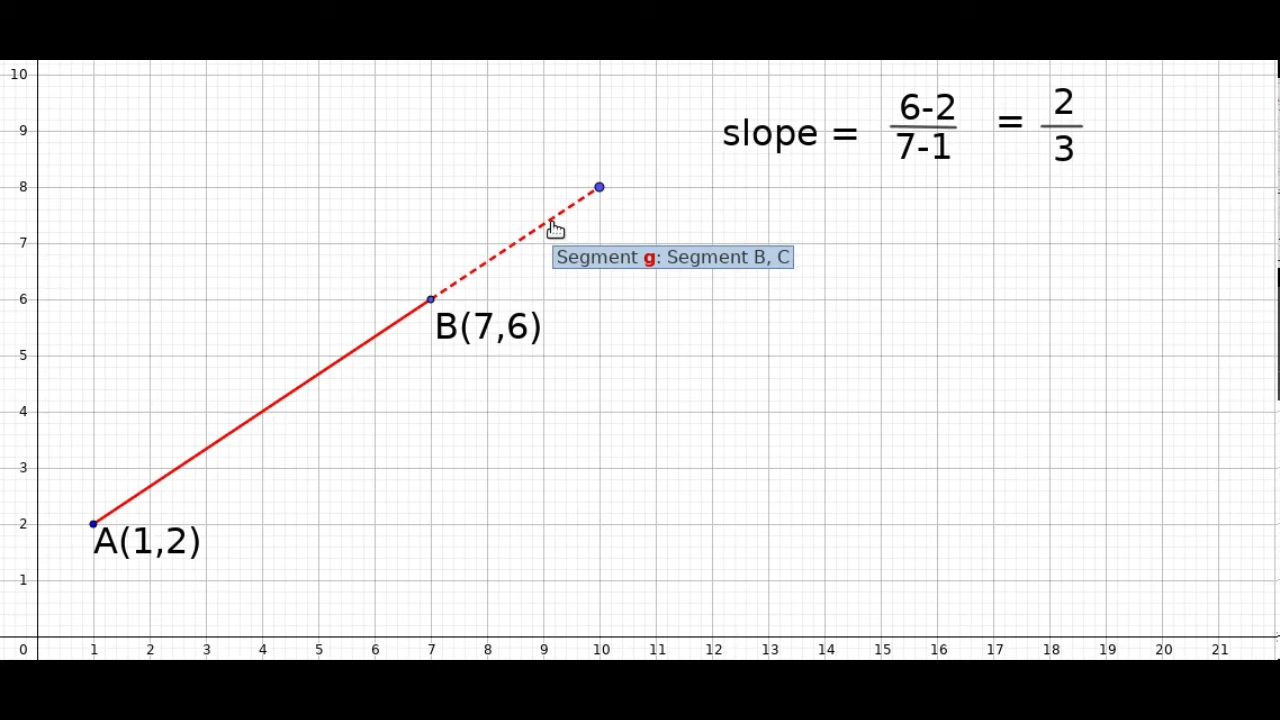 10
9
8
7
6
5
4
3
2
1
0 1 2 3 4 5 6 7 8 9 10 11 12 13 14 15 16 17 18 19 20 21
slope = 6-2 = 2
7-1 3
Segment g: Segment B, C
B(7,6)
A(1,2)